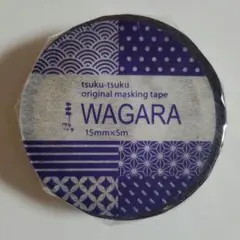 tsuku-tsuku
original masking tape
WAGARA
15mm×5m